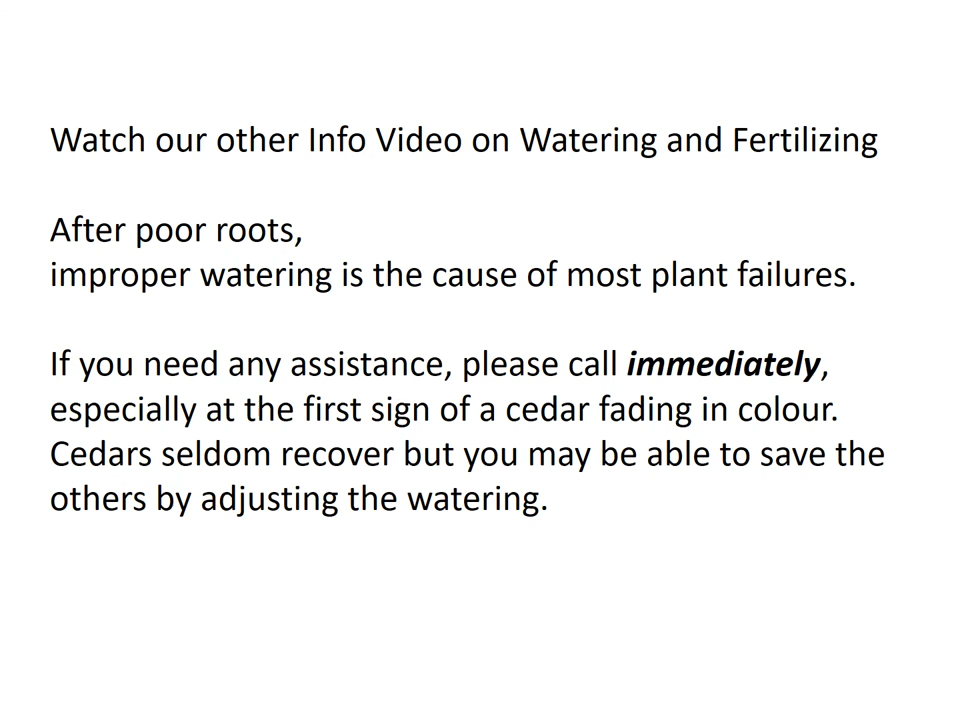 Watch our other Info Video on Watering and Fertilizing
After poor roots,
improper watering is the cause of most plant failures.
If you need any assistance, please call immediately,
especially at the first sign of a cedar fading in colour.
Cedars seldom recover but you may be able to save the
others by adjusting the watering.